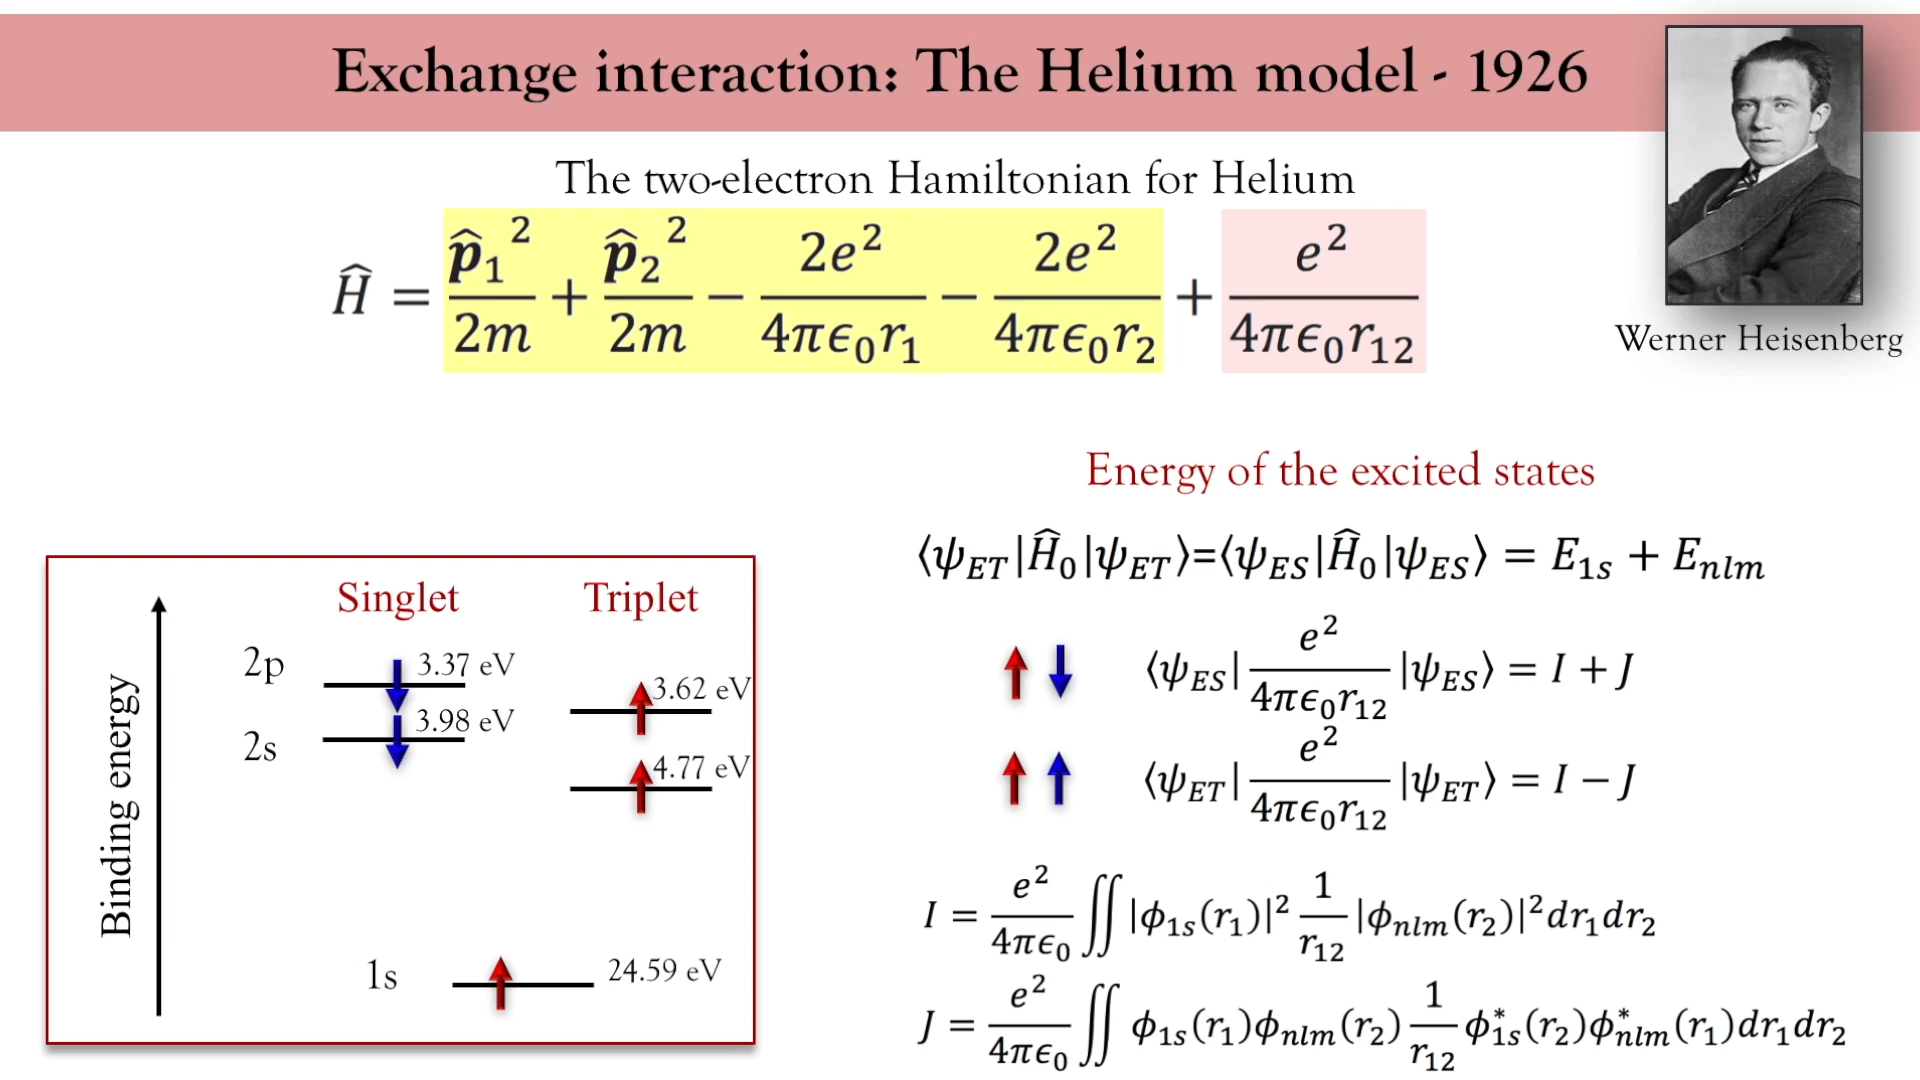 Exchange interaction: The Helium model - 1926
The two-electron Hamiltonian for Helium
Ĥ = p̂₁²/2m + p̂₂²/2m − 2e²/4πϵ₀r₁ − 2e²/4πϵ₀r₂ + e²/4πϵ₀r₁₂
Werner Heisenberg
Energy of the excited states
⟨ψ_ET|Ĥ₀|ψ_ET⟩=⟨ψ_ES|Ĥ₀|ψ_ES⟩ = E_1s + E_nlm
⟨ψ_ES| e²/4πϵ₀r₁₂ |ψ_ES⟩ = I + J
⟨ψ_ET| e²/4πϵ₀r₁₂ |ψ_ET⟩ = I − J
I = e²/4πϵ₀ ∬ |ϕ_1s(r₁)|² 1/r₁₂ |ϕ_nlm(r₂)|² dr₁dr₂
J = e²/4πϵ₀ ∬ ϕ_1s(r₁)ϕ_nlm(r₂) 1/r₁₂ ϕ*_1s(r₂)ϕ*_nlm(r₁)dr₁dr₂
Binding energy
Singlet Triplet
2p 3.37 eV 3.62 eV
2s 3.98 eV 4.77 eV
1s 24.59 eV